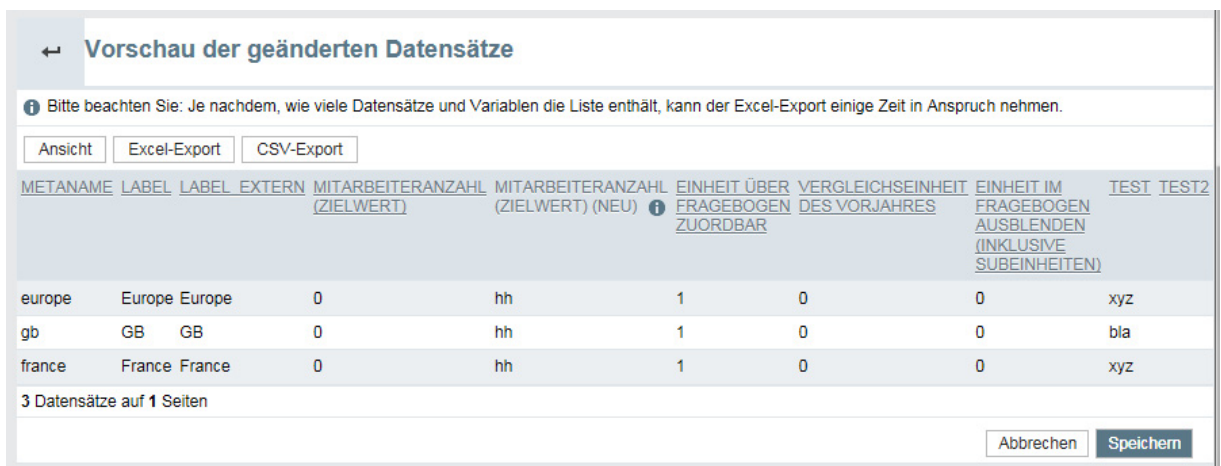 Vorschau der geänderten Datensätze
Bitte beachten Sie: Je nachdem, wie viele Datensätze und Variablen die Liste enthält, kann der Excel-Export einige Zeit in Anspruch nehmen.
Ansicht Excel-Export CSV-Export
METANAME LABEL LABEL_EXTERN MITARBEITERANZAHL MITARBEITERANZAHL EINHEIT ÜBER VERGLEICHSEINHEIT EINHEIT IM TEST TEST2
(ZIELWERT) (ZIELWERT) (NEU) FRAGEBOGEN DES VORJAHRES FRAGEBOGEN
ZUORDBAR AUSBLENDEN
(INKLUSIVE
SUBEINHEITEN)
europe Europe Europe 0 hh 1 0 0 xyz
gb GB GB 0 hh 1 0 0 bla
france France France 0 hh 1 0 0 xyz
3 Datensätze auf 1 Seiten
Abbrechen Speichern